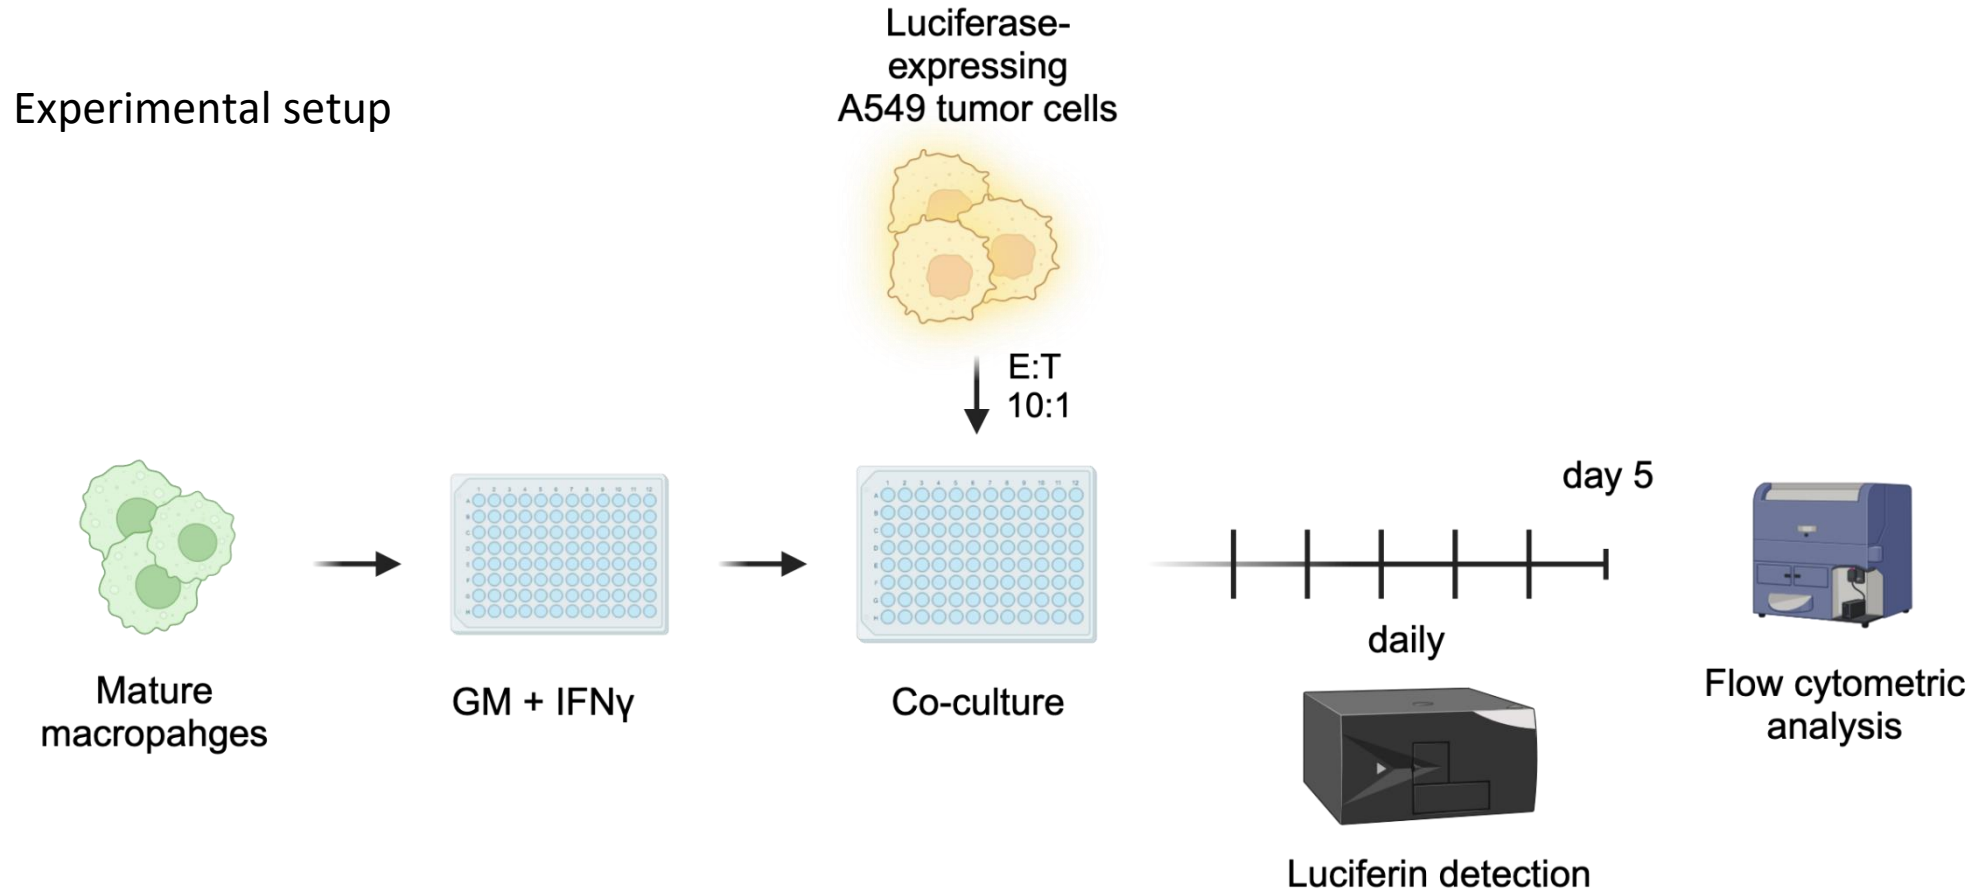 Experimental setup
Luciferase-
expressing
A549 tumor cells
E:T
10:1
Mature
macropahges
GM + IFNγ
Co-culture
day 5
daily
Luciferin detection
Flow cytometric
analysis